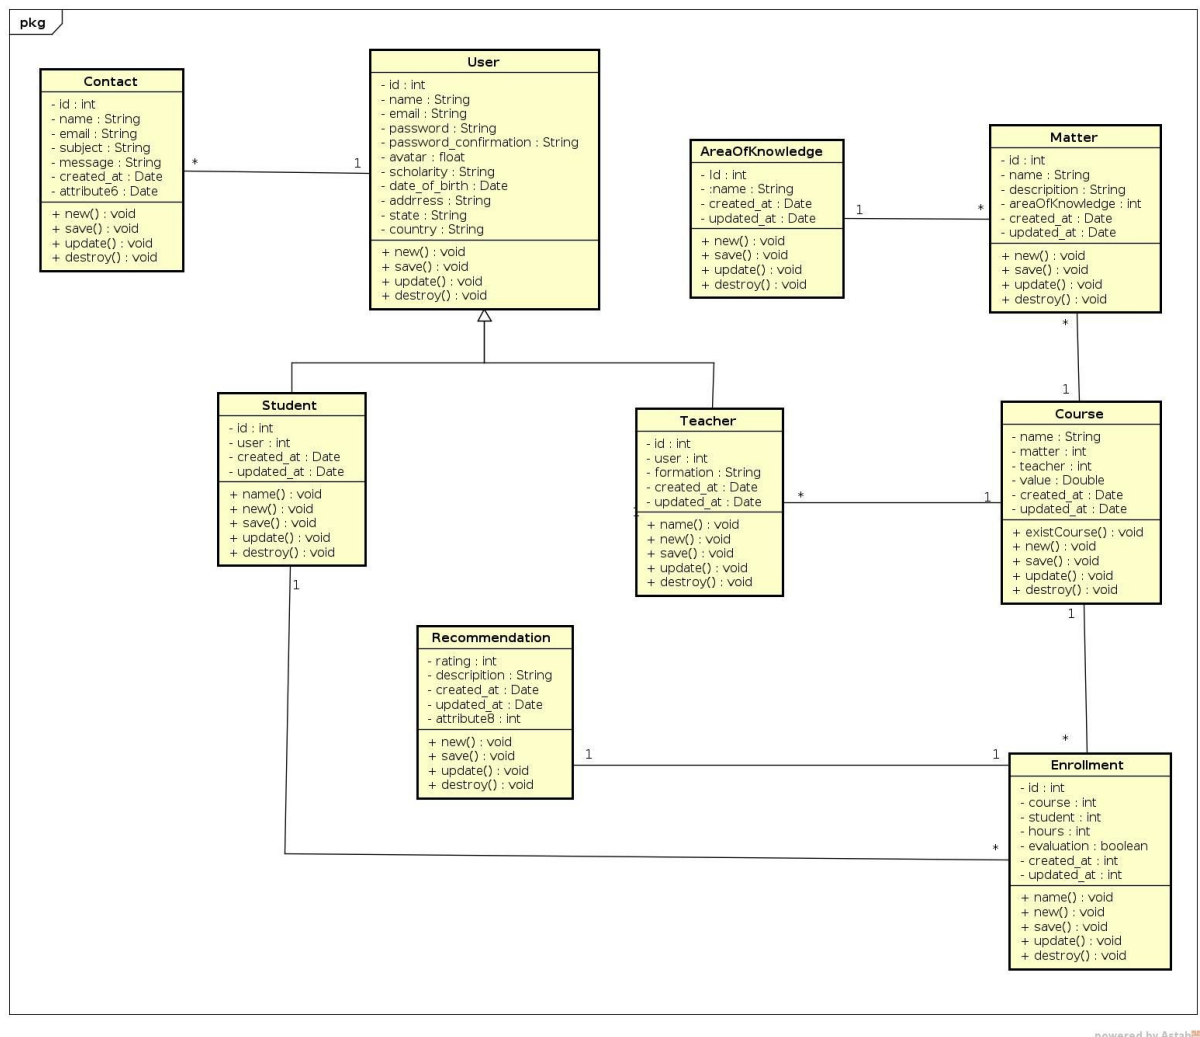 pkg
Contact
- id : int
- name : String
- email : String
- subject : String
- message : String
- created_at : Date
- attribute6 : Date
+ new() : void
+ save() : void
+ update() : void
+ destroy() : void
*
1
User
- id : int
- name : String
- email : String
- password : String
- password_confirmation : String
- avatar : float
- scholarity : String
- date_of_birth : Date
- addrress : String
- state : String
- country : String
+ new() : void
+ save() : void
+ update() : void
+ destroy() : void
AreaOfKnowledge
- Id : int
- :name : String
- created_at : Date
- updated_at : Date
+ new() : void
+ save() : void
+ update() : void
+ destroy() : void
1
*
Matter
- id : int
- name : String
- descripition : String
- areaOfKnowledge : int
- created_at : Date
- updated_at : Date
+ new() : void
+ save() : void
+ update() : void
+ destroy() : void
*
1
Student
- id : int
- user : int
- created_at : Date
- updated_at : Date
+ name() : void
+ new() : void
+ save() : void
+ update() : void
+ destroy() : void
1
Teacher
- id : int
- user : int
- formation : String
- created_at : Date
- updated_at : Date
+ name() : void
+ new() : void
+ save() : void
+ update() : void
+ destroy() : void
1
*
1
Course
- name : String
- matter : int
- teacher : int
- value : Double
- created_at : Date
- updated_at : Date
+ existCourse() : void
+ new() : void
+ save() : void
+ update() : void
+ destroy() : void
1
*
Recommendation
- rating : int
- descripition : String
- created_at : Date
- updated_at : Date
- attribute8 : int
+ new() : void
+ save() : void
+ update() : void
+ destroy() : void
1
1
*
Enrollment
- id : int
- course : int
- student : int
- hours : int
- evaluation : boolean
- created_at : int
- updated_at : int
+ name() : void
+ new() : void
+ save() : void
+ update() : void
+ destroy() : void
powered by